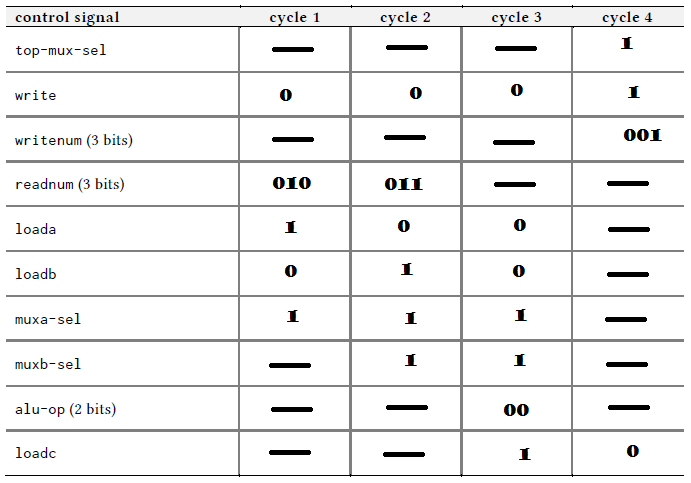 control signal cycle 1 cycle 2 cycle 3 cycle 4
top-mux-sel — — — 1
write 0 0 0 1
writenum (3 bits) — — — 001
readnum (3 bits) 010 011 — —
loada 1 0 0 —
loadb 0 1 0 —
muxa-sel 1 1 1 —
muxb-sel — 1 1 —
alu-op (2 bits) — — 00 —
loadc — — 1 0